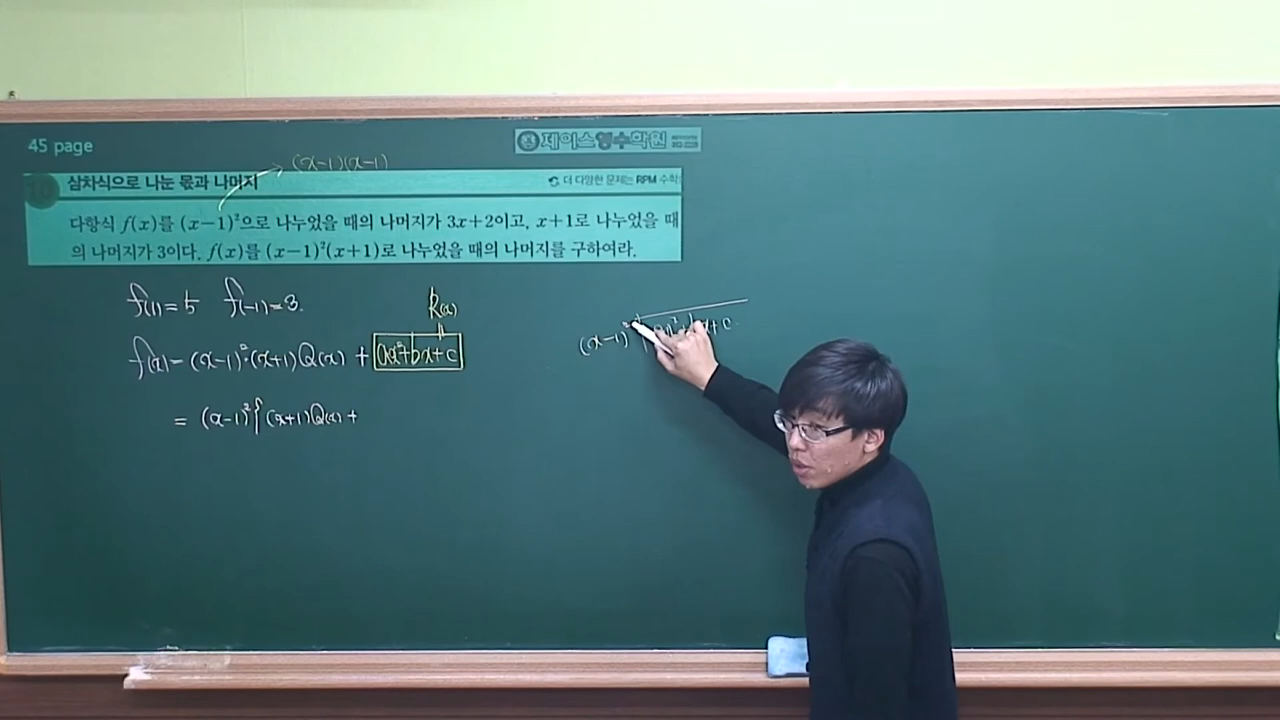 45 page
제이스영수학원
(x-1)(x-1)
10 삼차식으로 나눈 몫과 나머지
더 다양한 문제는 RPM 수학
다항식 f(x)를 (x-1)²으로 나누었을 때의 나머지가 3x+2이고, x+1로 나누었을 때
의 나머지가 3이다. f(x)를 (x-1)²(x+1)로 나누었을 때의 나머지를 구하여라.
f(1)=5 f(-1)=3.
R(x)
f(x)=(x-1)²·(x+1)Q(x)+ax²+bx+c
(x-1)²
x+c
=(x-1)²{(x+1)Q(x)+